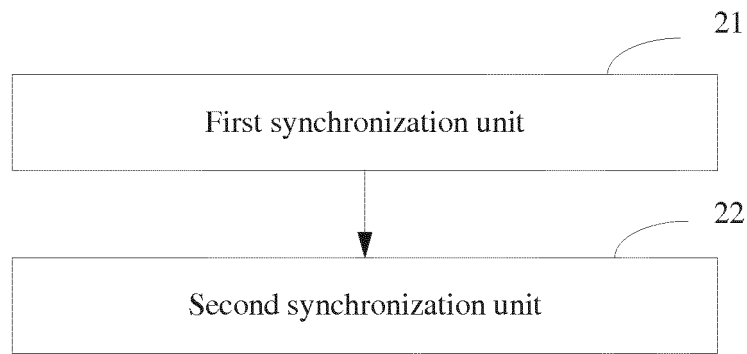 21
First synchronization unit
22
Second synchronization unit